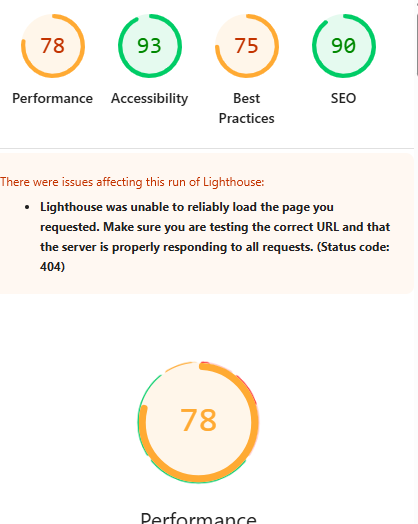 78 93 75 90
Performance Accessibility Best Practices SEO
There were issues affecting this run of Lighthouse:
• Lighthouse was unable to reliably load the page you
requested. Make sure you are testing the correct URL and that
the server is properly responding to all requests. (Status code:
404)
78
Performance